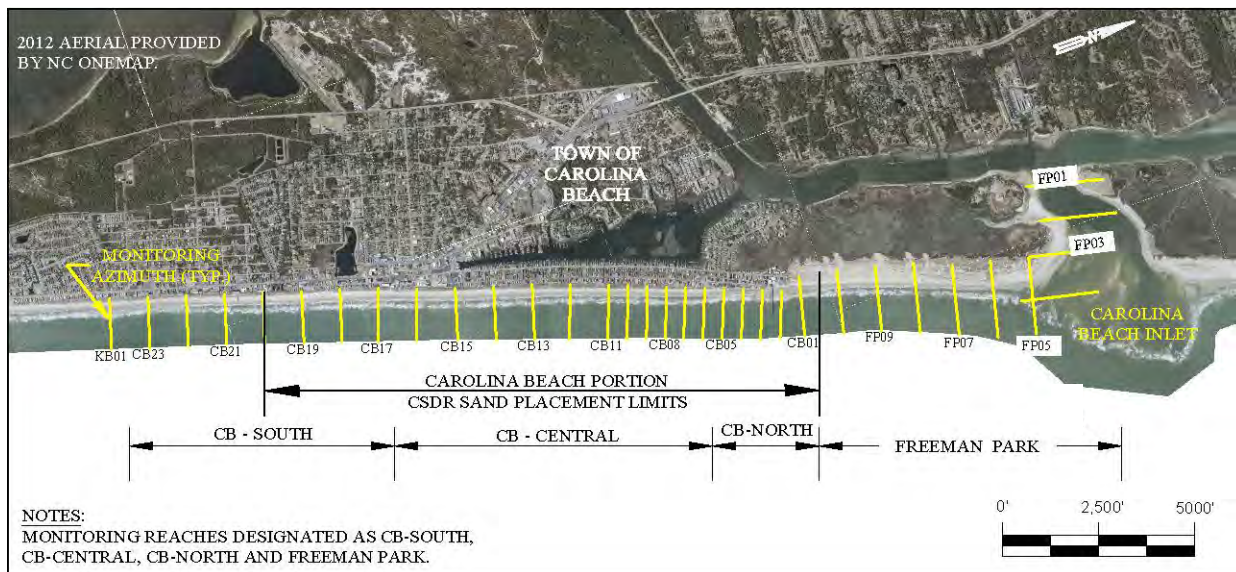 2012 AERIAL PROVIDED
BY NC ONEMAP.
N
TOWN OF
CAROLINA
BEACH
FP01
FP03
MONITORING
AZIMUTH (TYP.)
CAROLINA
BEACH INLET
KB01 CB23 CB21 CB19 CB17 CB15 CB13 CB11 CB08 CB05 CB01 FP09 FP07 FP05
CAROLINA BEACH PORTION
CSDR SAND PLACEMENT LIMITS
CB - SOUTH CB - CENTRAL CB-NORTH FREEMAN PARK
0' 2,500' 5000'
NOTES:
MONITORING REACHES DESIGNATED AS CB-SOUTH,
CB-CENTRAL, CB-NORTH AND FREEMAN PARK.